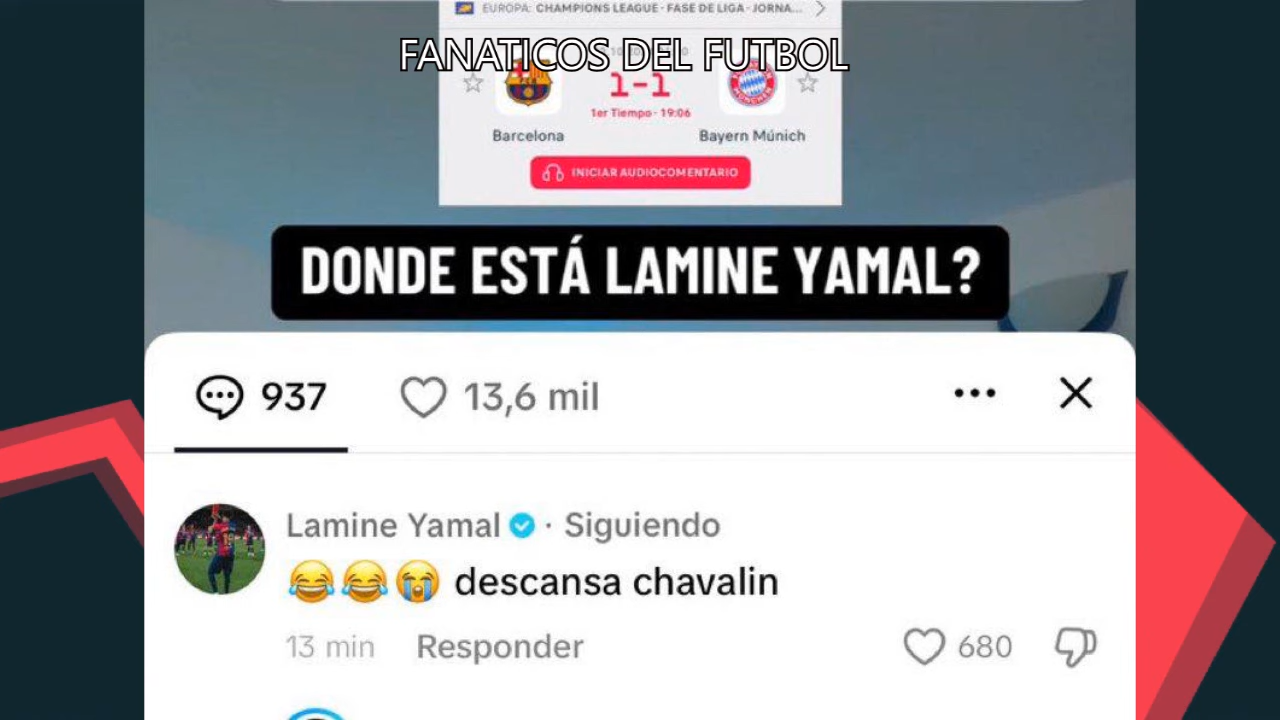 EUROPA: CHAMPIONS LEAGUE - FASE DE LIGA - JORNA...
FANATICOS DEL FUTBOL
1-1
1er Tiempo - 19:06
Barcelona
Bayern Múnich
INICIAR AUDIOCOMENTARIO
DONDE ESTÁ LAMINE YAMAL?
937
13,6 mil
Lamine Yamal · Siguiendo
😂😂😭 descansa chavalin
13 min Responder
680